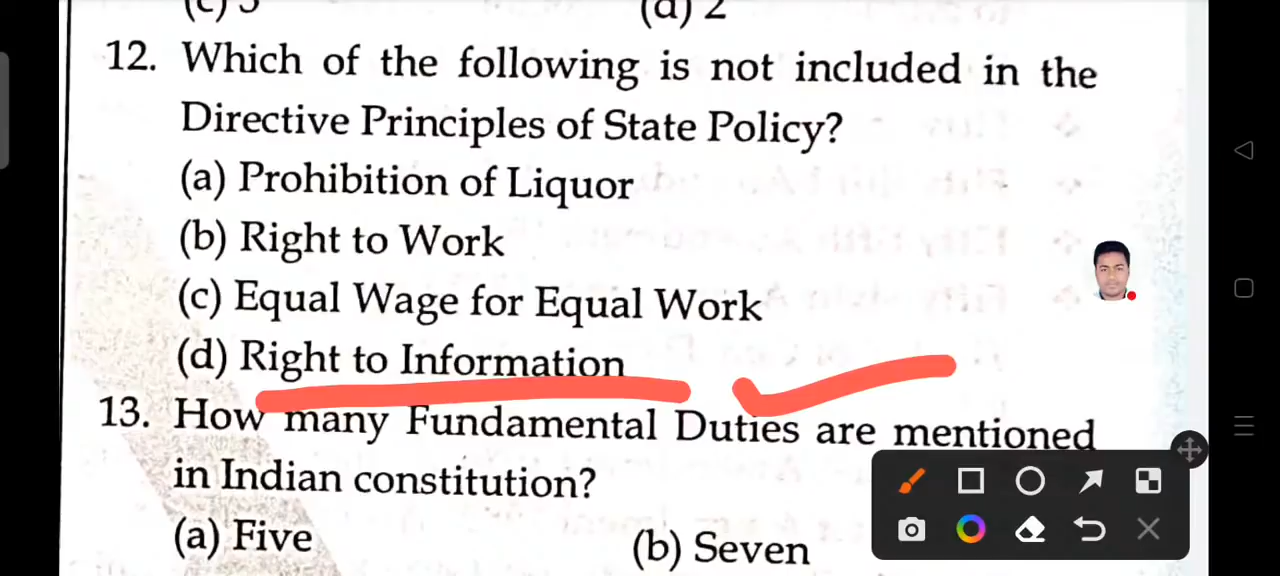 (c) 3 (d) 2
12. Which of the following is not included in the
Directive Principles of State Policy?
(a) Prohibition of Liquor
(b) Right to Work
(c) Equal Wage for Equal Work
(d) Right to Information
13. How many Fundamental Duties are mentioned
in Indian constitution?
(a) Five (b) Seven